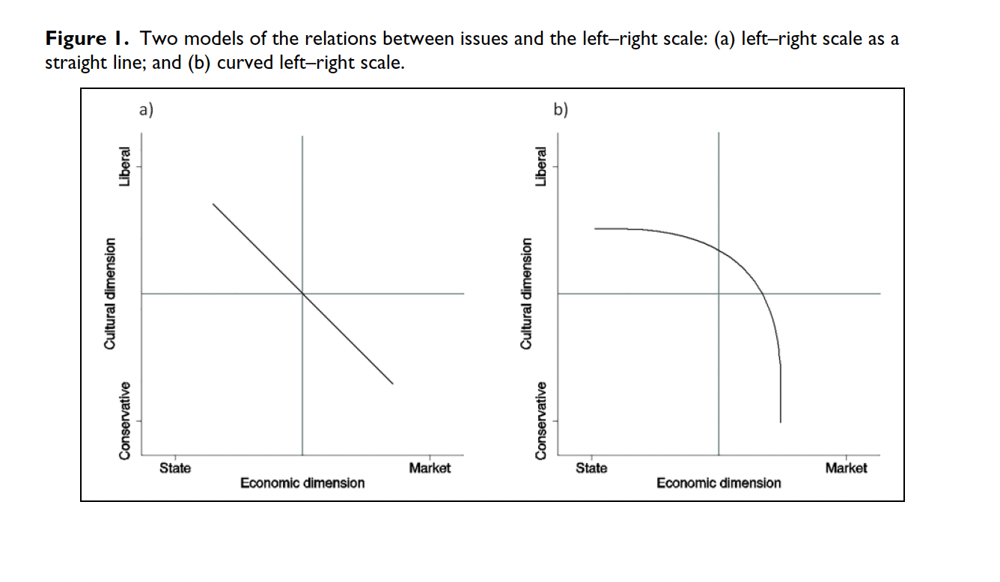 Figure 1. Two models of the relations between issues and the left–right scale: (a) left–right scale as a
straight line; and (b) curved left–right scale.
a)
Liberal
Cultural dimension
Conservative
State
Market
Economic dimension
b)
Liberal
Cultural dimension
Conservative
State
Market
Economic dimension